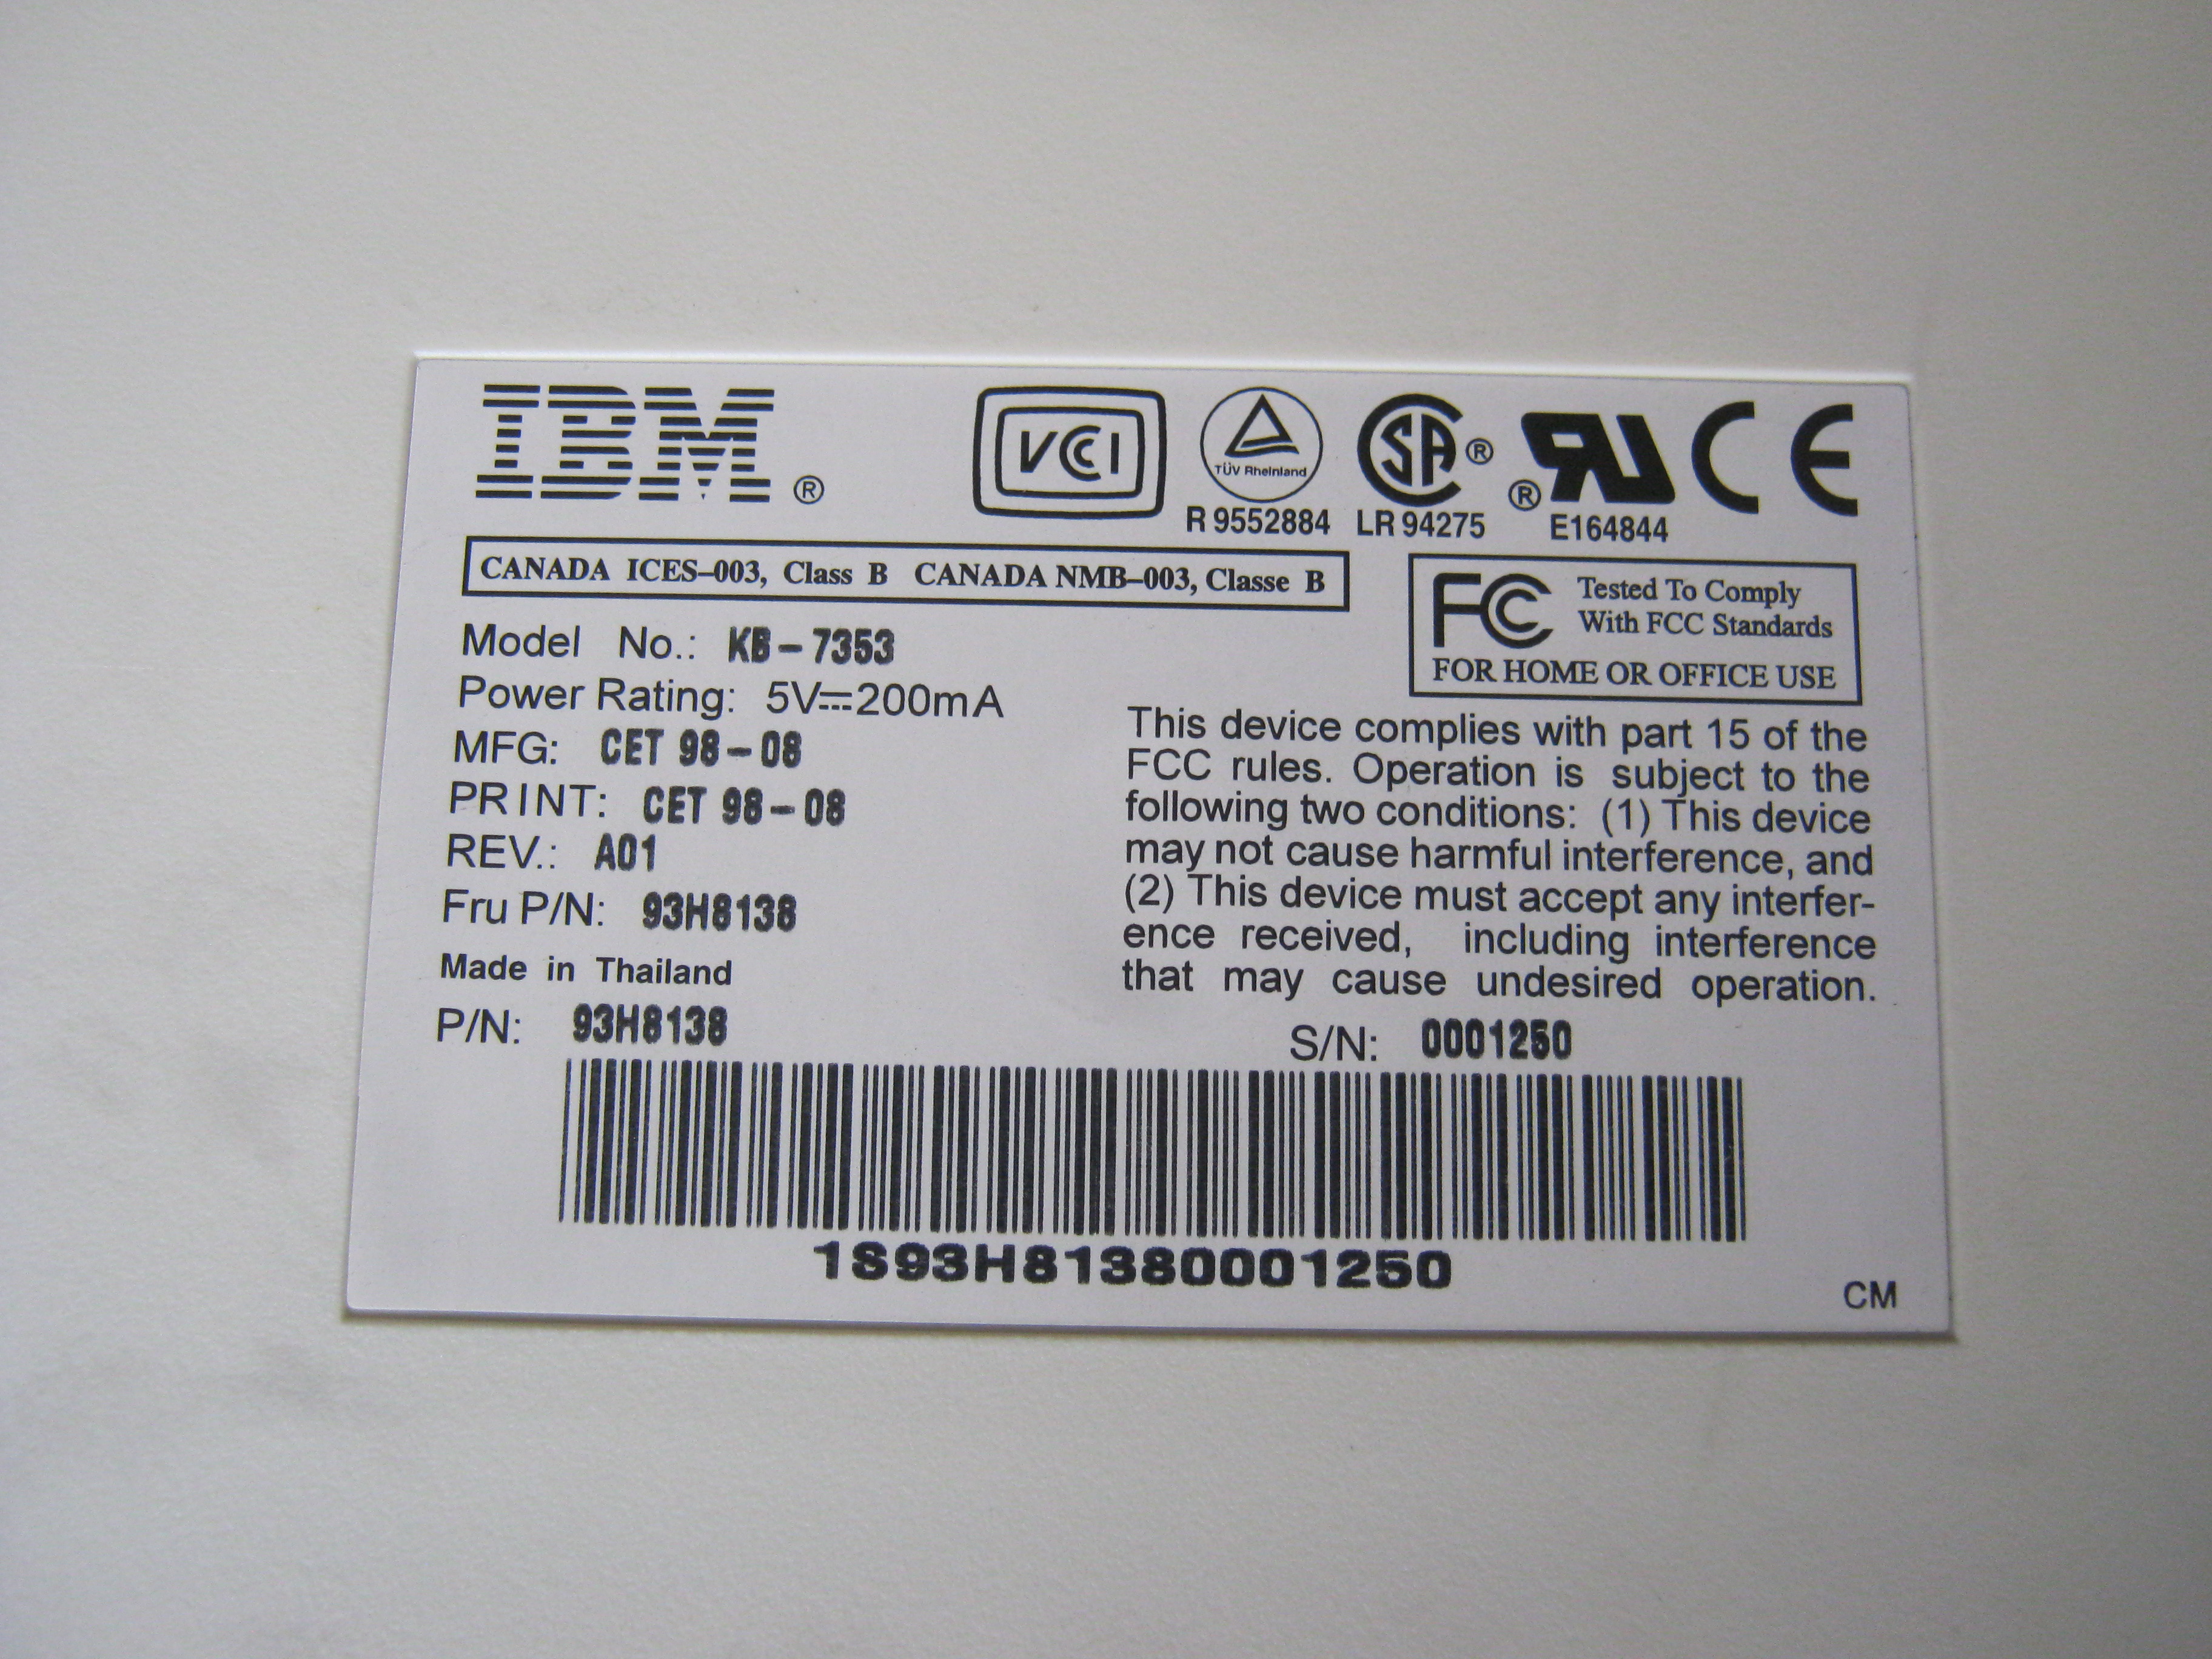 IBM ®
VCI
TÜV Rheinland
R 9552884
SA ®
LR 94275
® RU
E164844
CE
CANADA ICES–003, Class B CANADA NMB–003, Classe B
FC Tested To Comply
With FCC Standards
FOR HOME OR OFFICE USE
Model No.: KB-7353
Power Rating: 5V⎓200mA
MFG: CET 98-08
PRINT: CET 98-08
REV.: A01
Fru P/N: 93H8138
Made in Thailand
P/N: 93H8138
This device complies with part 15 of the
FCC rules. Operation is subject to the
following two conditions: (1) This device
may not cause harmful interference, and
(2) This device must accept any interfer-
ence received, including interference
that may cause undesired operation.
S/N: 0001250
1S93H81380001250
CM